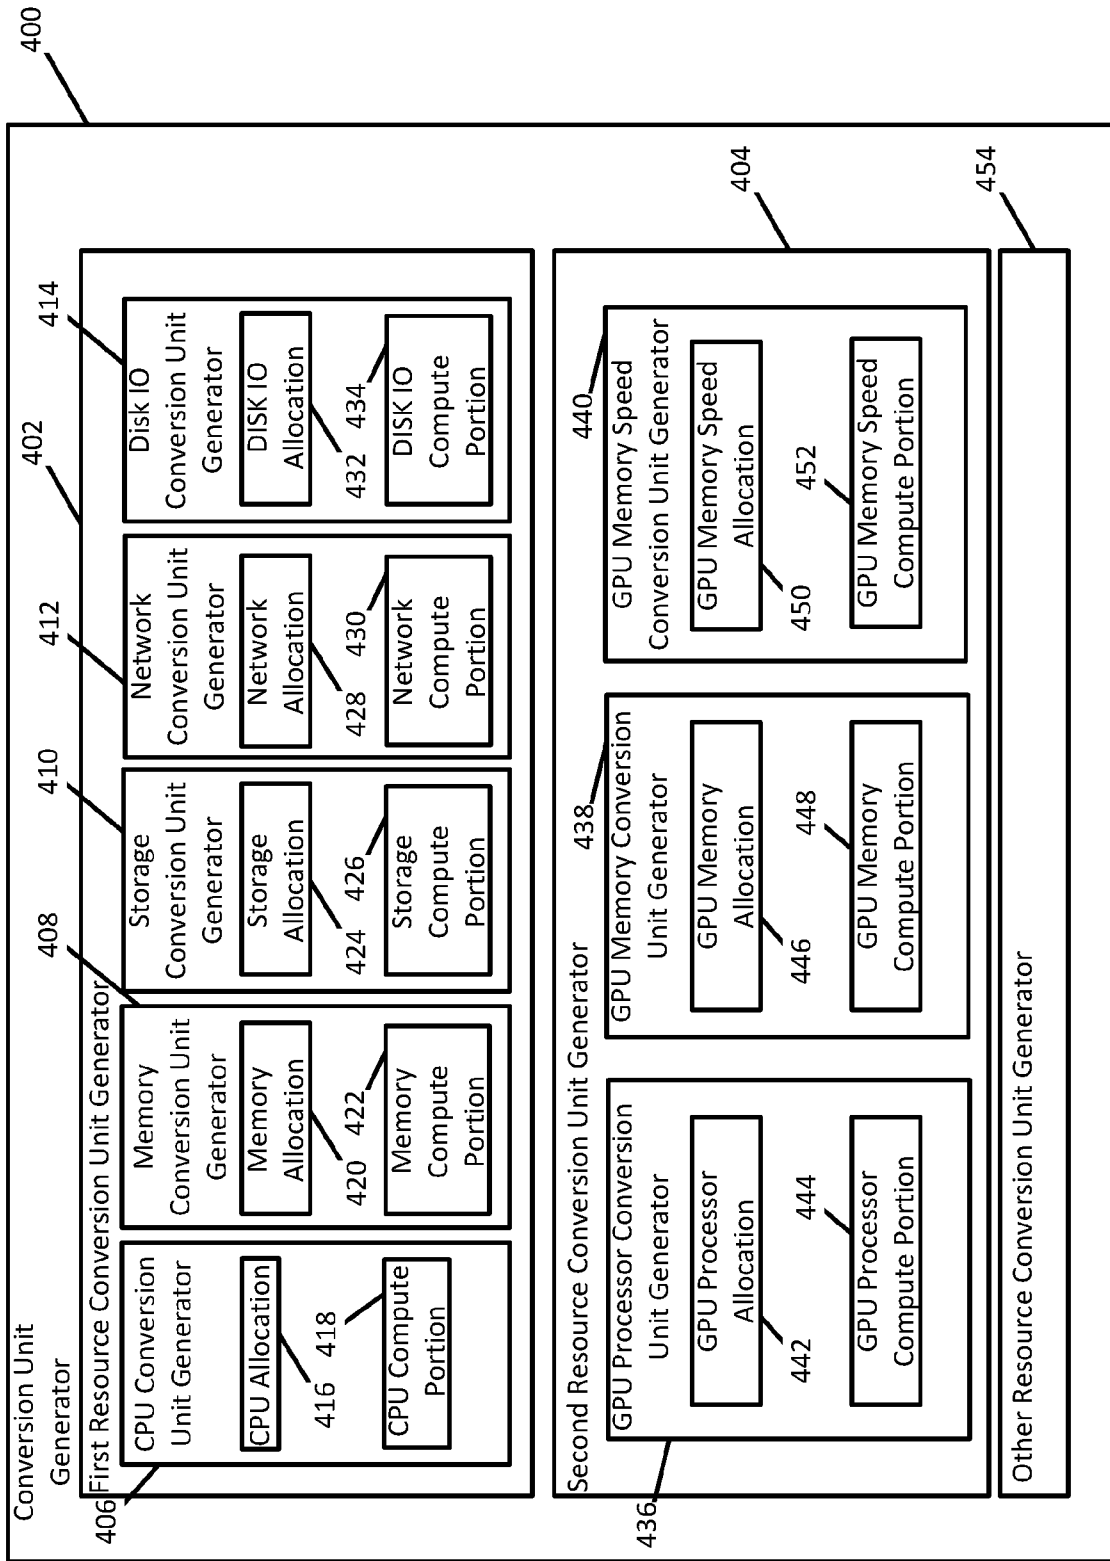 Conversion Unit
Generator
400
402
First Resource Conversion Unit Generator
406
CPU Conversion
Unit Generator
CPU Allocation
416
418
CPU Compute
Portion
408
Memory
Conversion Unit
Generator
Memory
Allocation
420
422
Memory
Compute
Portion
410
Storage
Conversion Unit
Generator
Storage
Allocation
424
426
Storage
Compute
Portion
412
Network
Conversion Unit
Generator
Network
Allocation
428
430
Network
Compute
Portion
414
Disk IO
Conversion Unit
Generator
DISK IO
Allocation
432
434
DISK IO
Compute
Portion
404
Second Resource Conversion Unit Generator
436
GPU Processor Conversion
Unit Generator
GPU Processor
Allocation
442
444
GPU Processor
Compute Portion
438
GPU Memory Conversion
Unit Generator
GPU Memory
Allocation
446
448
GPU Memory
Compute Portion
440
GPU Memory Speed
Conversion Unit Generator
GPU Memory Speed
Allocation
450
452
GPU Memory Speed
Compute Portion
454
Other Resource Conversion Unit Generator